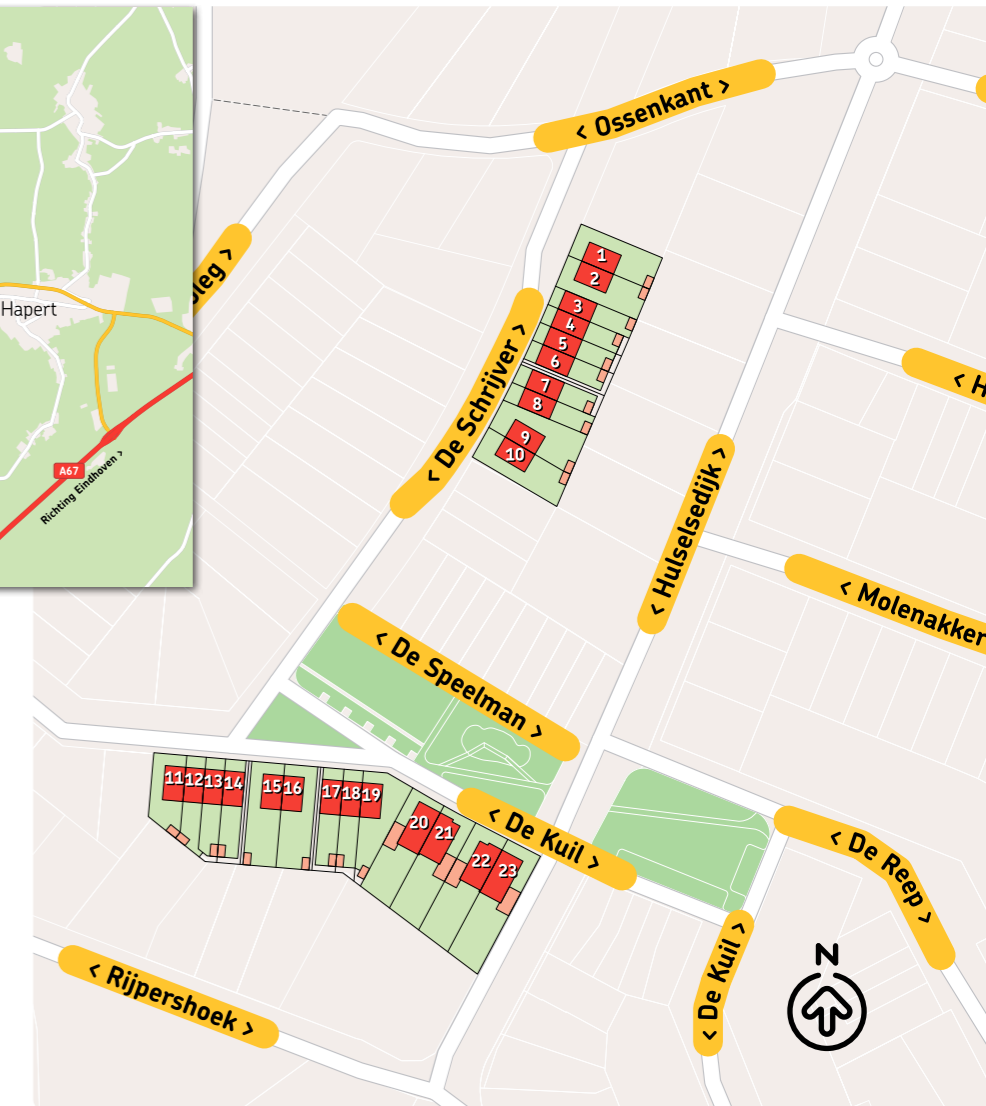 < Ossenkant >
Hapert
A67
Richting Eindhoven >
< De Schrijver >
1
2
3
4
5
6
7
8
9
10
< H
< Hulselsedijk >
< Molenakker
< De Speelman >
11 12 13 14 15 16 17 18 19
20 21
22 23
< De Kuil >
< De Reep >
< De Kuil >
N
< Rijpershoek >